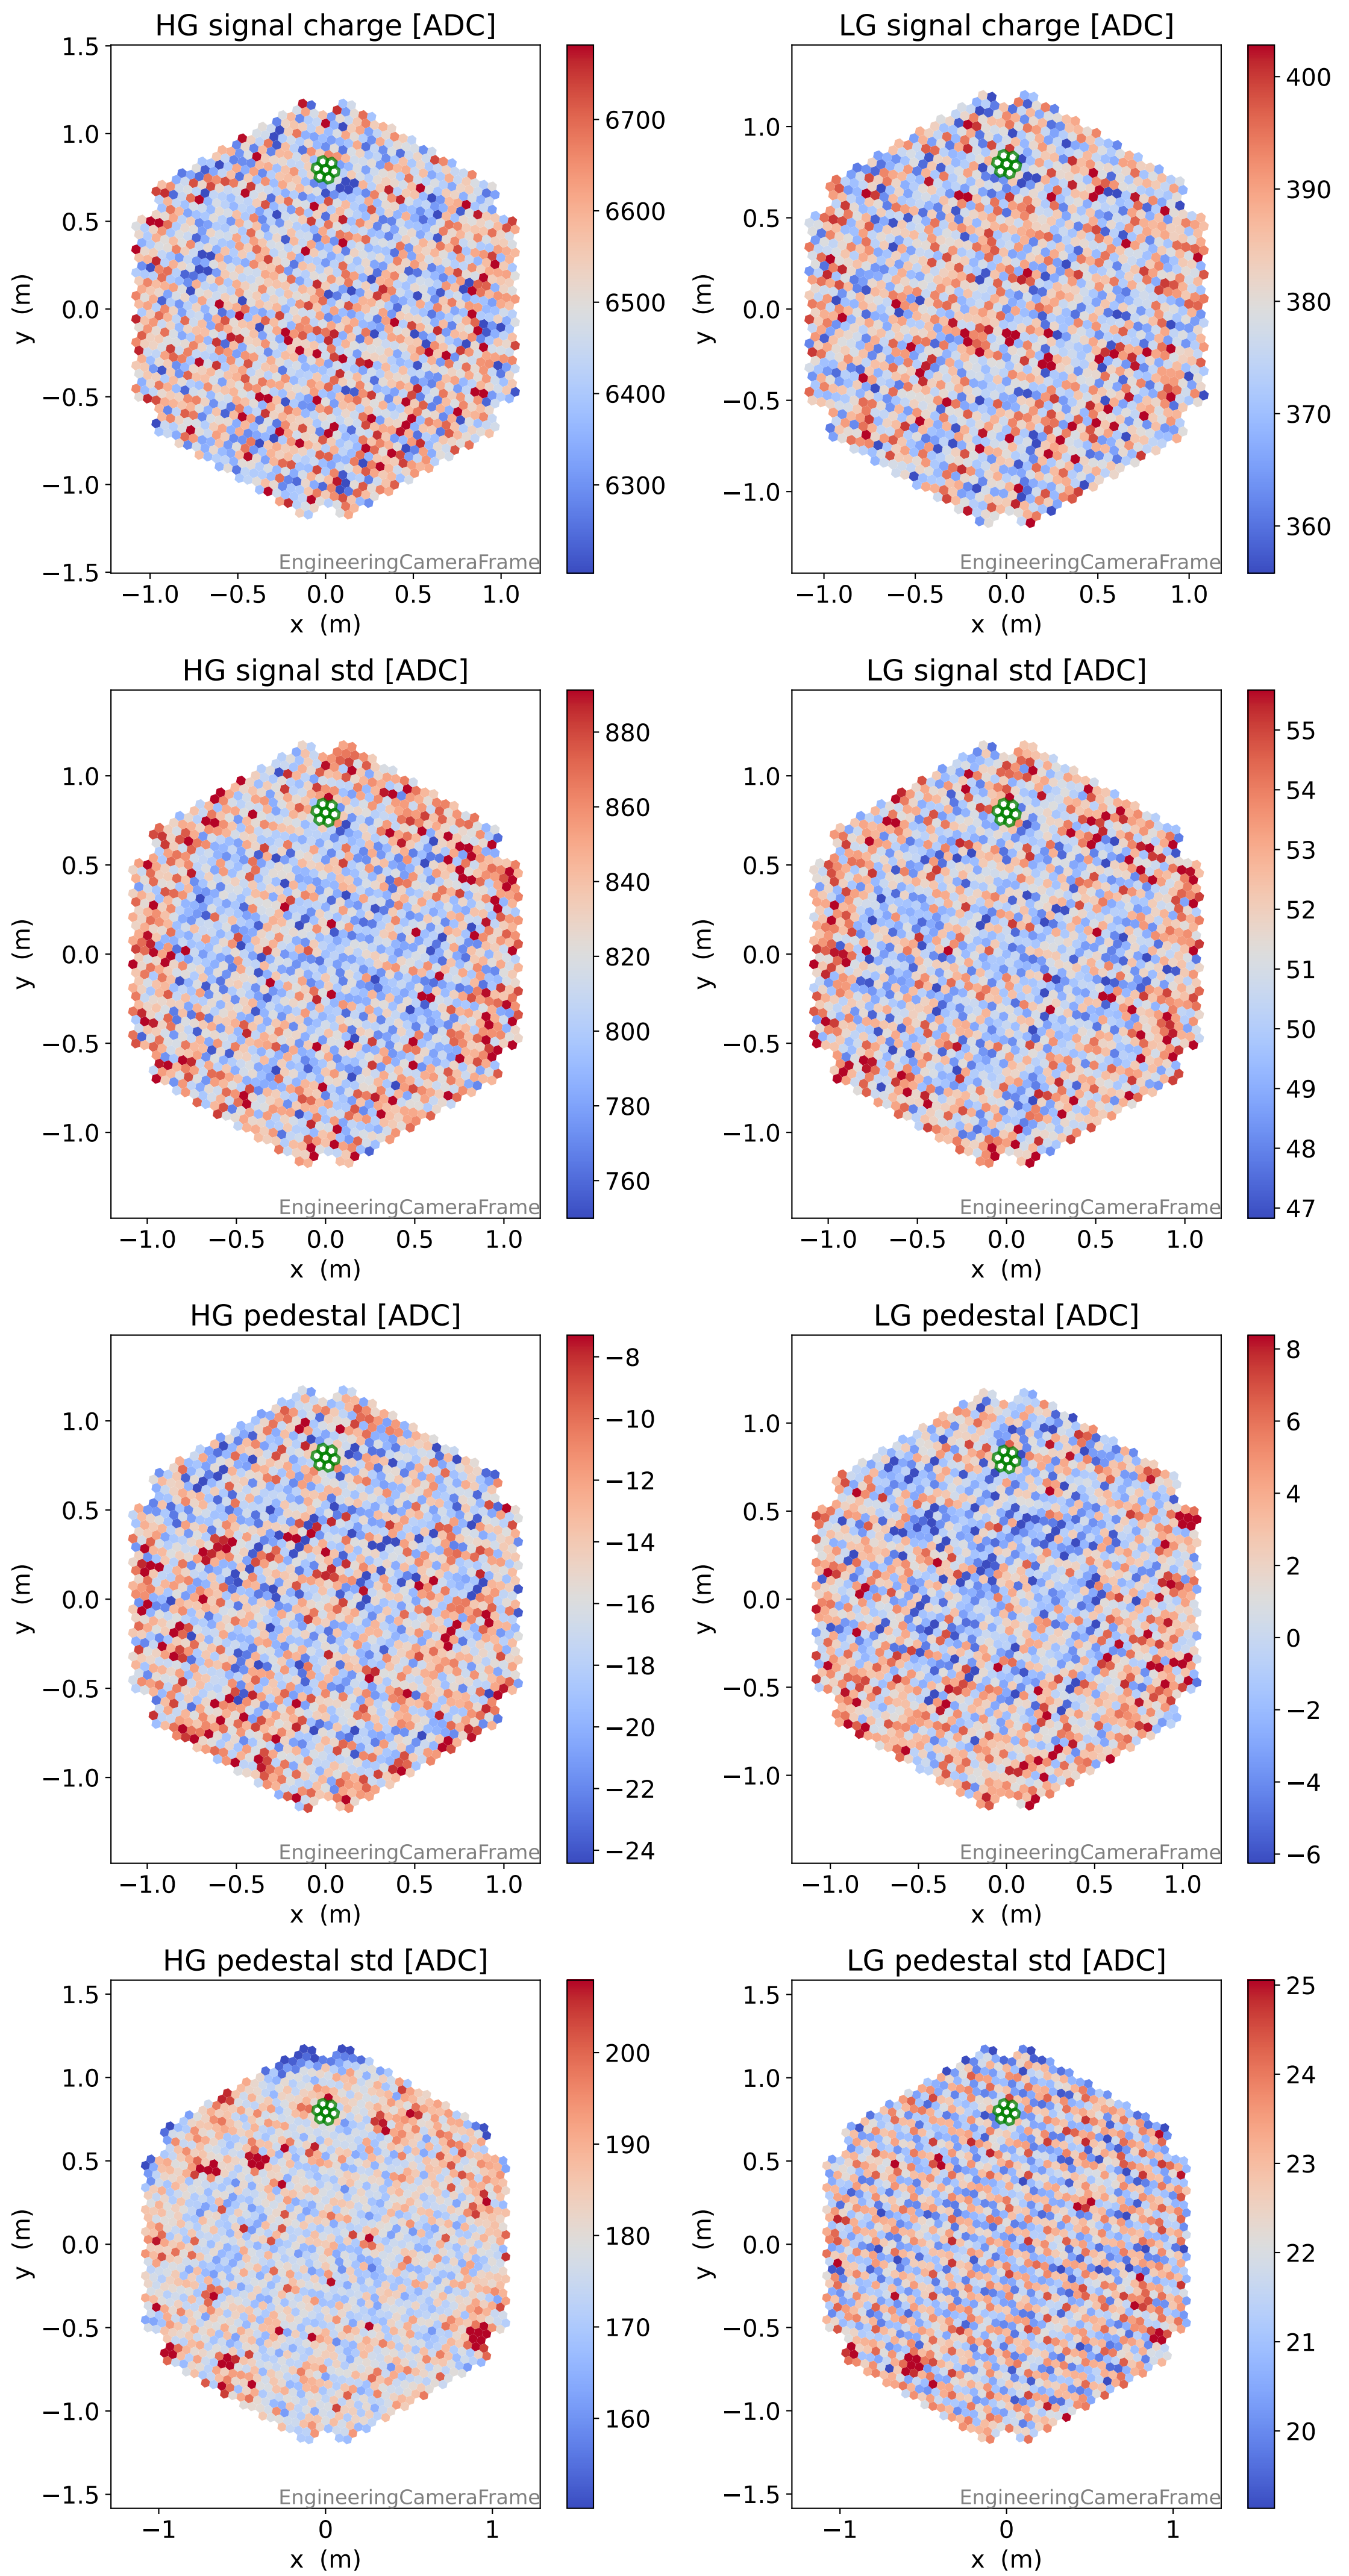 HG signal charge [ADC]
1.5
1.0
0.5
0.0
−0.5
−1.0
−1.5
y (m)
−1.0 −0.5 0.0 0.5 1.0
x (m)
EngineeringCameraFrame
6700
6600
6500
6400
6300
LG signal charge [ADC]
1.0
0.5
0.0
−0.5
−1.0
y (m)
−1.0 −0.5 0.0 0.5 1.0
x (m)
EngineeringCameraFrame
400
390
380
370
360
HG signal std [ADC]
1.0
0.5
0.0
−0.5
−1.0
y (m)
−1.0 −0.5 0.0 0.5 1.0
x (m)
EngineeringCameraFrame
880
860
840
820
800
780
760
LG signal std [ADC]
1.0
0.5
0.0
−0.5
−1.0
y (m)
−1.0 −0.5 0.0 0.5 1.0
x (m)
EngineeringCameraFrame
55
54
53
52
51
50
49
48
47
HG pedestal [ADC]
1.0
0.5
0.0
−0.5
−1.0
y (m)
−1.0 −0.5 0.0 0.5 1.0
x (m)
EngineeringCameraFrame
−8
−10
−12
−14
−16
−18
−20
−22
−24
LG pedestal [ADC]
1.0
0.5
0.0
−0.5
−1.0
y (m)
−1.0 −0.5 0.0 0.5 1.0
x (m)
EngineeringCameraFrame
8
6
4
2
0
−2
−4
−6
HG pedestal std [ADC]
1.5
1.0
0.5
0.0
−0.5
−1.0
−1.5
y (m)
−1 0 1
x (m)
EngineeringCameraFrame
200
190
180
170
160
LG pedestal std [ADC]
1.5
1.0
0.5
0.0
−0.5
−1.0
−1.5
y (m)
−1 0 1
x (m)
EngineeringCameraFrame
25
24
23
22
21
20